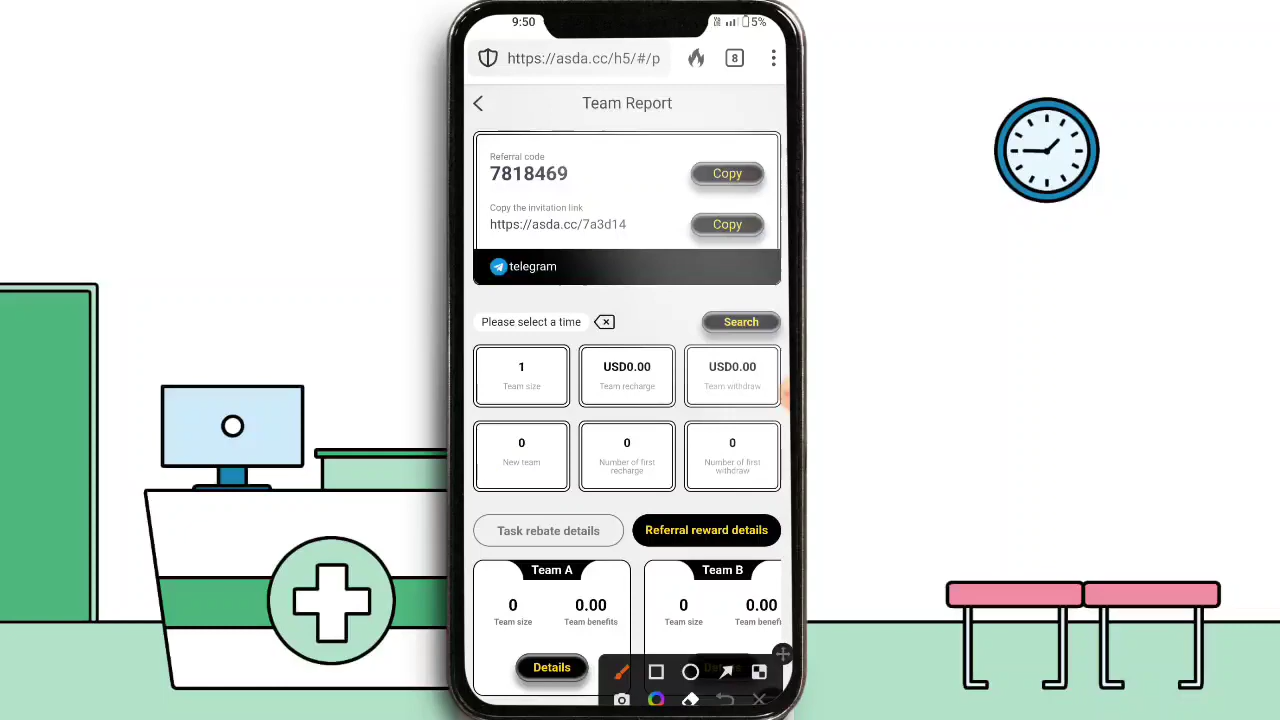 9:50
5%
https://asda.cc/h5/#/p
8
Team Report
Referral code
7818469
Copy
Copy the invitation link
https://asda.cc/7a3d14
Copy
telegram
Please select a time
Search
1
Team size
USD0.00
Team recharge
USD0.00
Team withdraw
0
New team
0
Number of first
recharge
0
Number of first
withdraw
Task rebate details
Referral reward details
Team A
0
Team size
0.00
Team benefits
Details
Team B
0
Team size
0.00
Team benefi